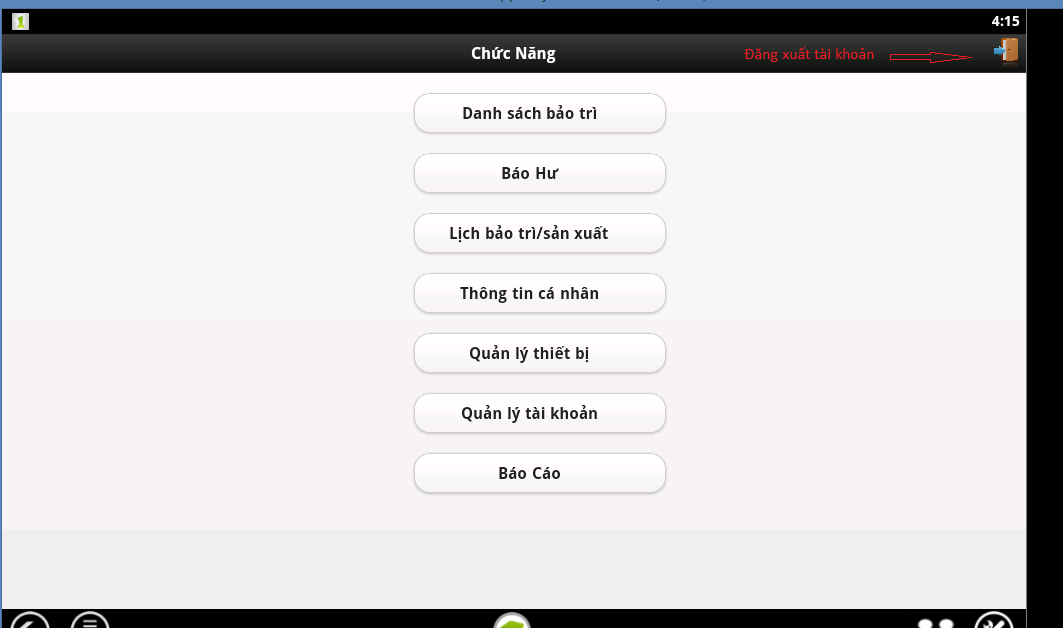 1
4:15
Chức Năng
Đăng xuất tài khoản
Danh sách bảo trì
Báo Hư
Lịch bảo trì/sản xuất
Thông tin cá nhân
Quản lý thiết bị
Quản lý tài khoản
Báo Cáo